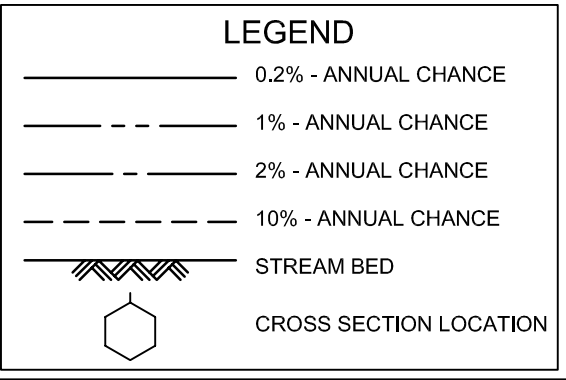 LEGEND
0.2% - ANNUAL CHANCE
1% - ANNUAL CHANCE
2% - ANNUAL CHANCE
10% - ANNUAL CHANCE
STREAM BED
CROSS SECTION LOCATION